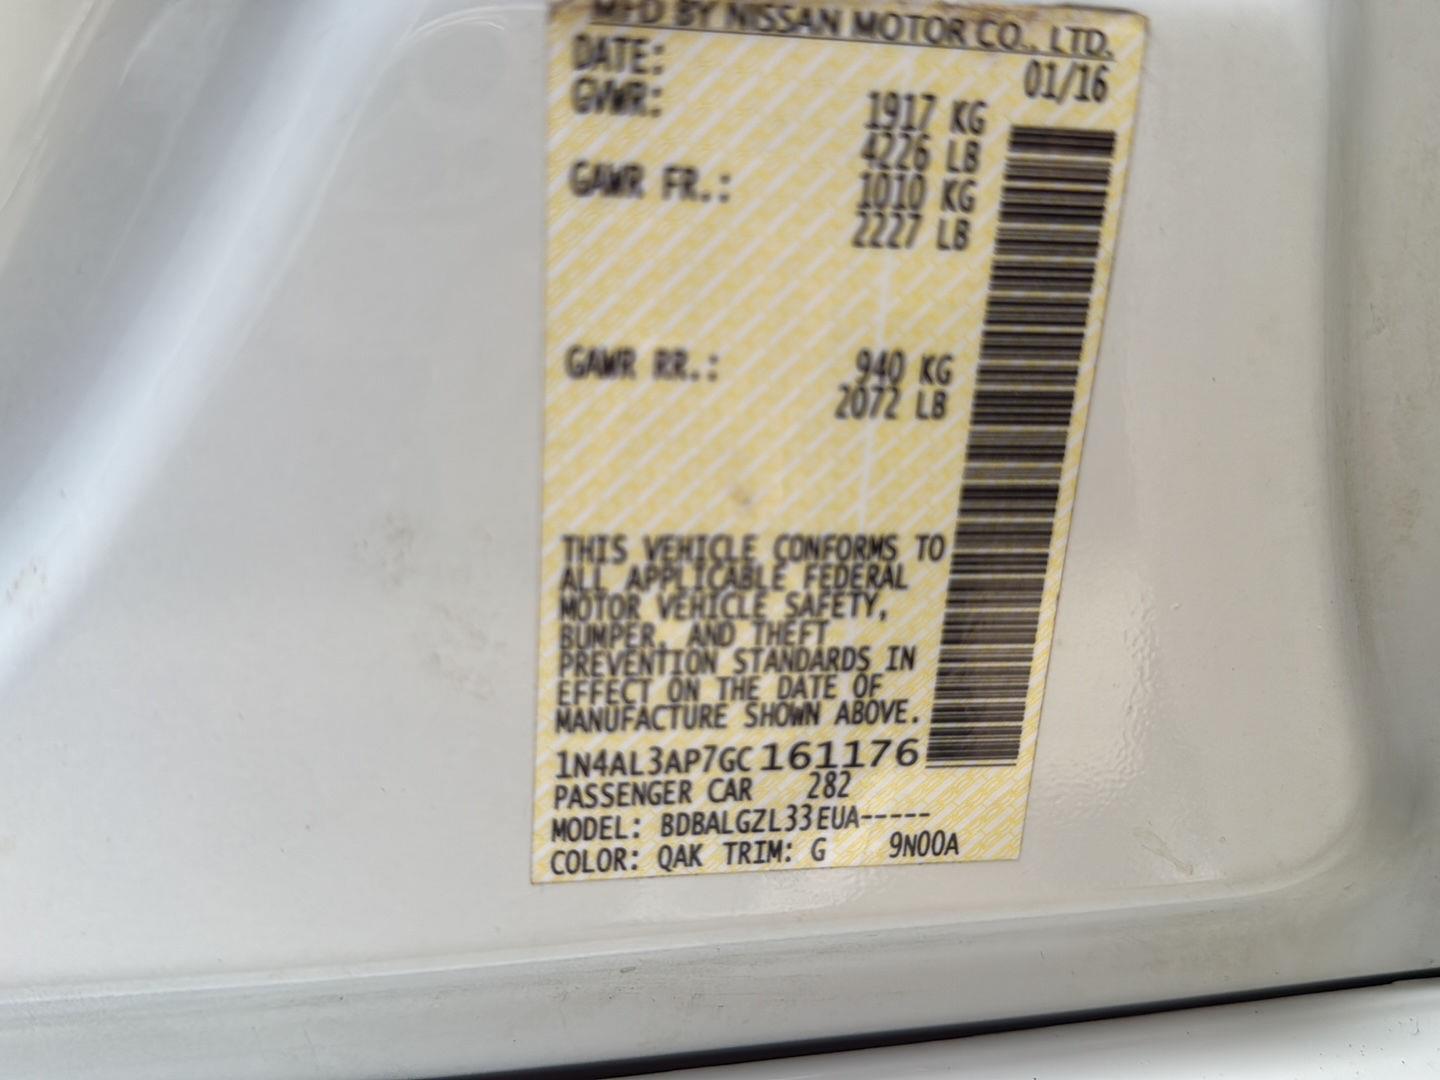 MFD BY NISSAN MOTOR CO., LTD.
DATE: 01/16
GVWR: 1917 KG
4226 LB
GAWR FR.: 1010 KG
2227 LB
GAWR RR.: 940 KG
2072 LB
THIS VEHICLE CONFORMS TO
ALL APPLICABLE FEDERAL
MOTOR VEHICLE SAFETY,
BUMPER, AND THEFT
PREVENTION STANDARDS IN
EFFECT ON THE DATE OF
MANUFACTURE SHOWN ABOVE.
1N4AL3AP7GC161176
PASSENGER CAR 282
MODEL: BDBALGZL33EUA-----
COLOR: QAK TRIM: G 9N00A